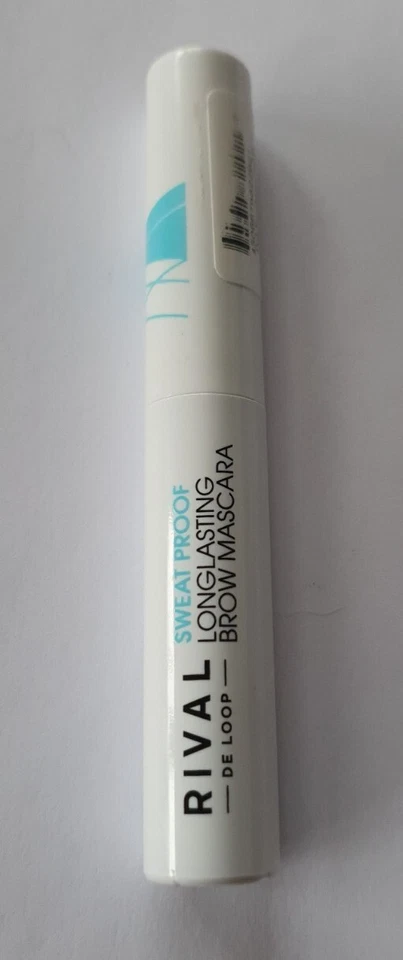 RIVAL
— DE LOOP —
SWEAT PROOF
LONGLASTING
BROW MASCARA